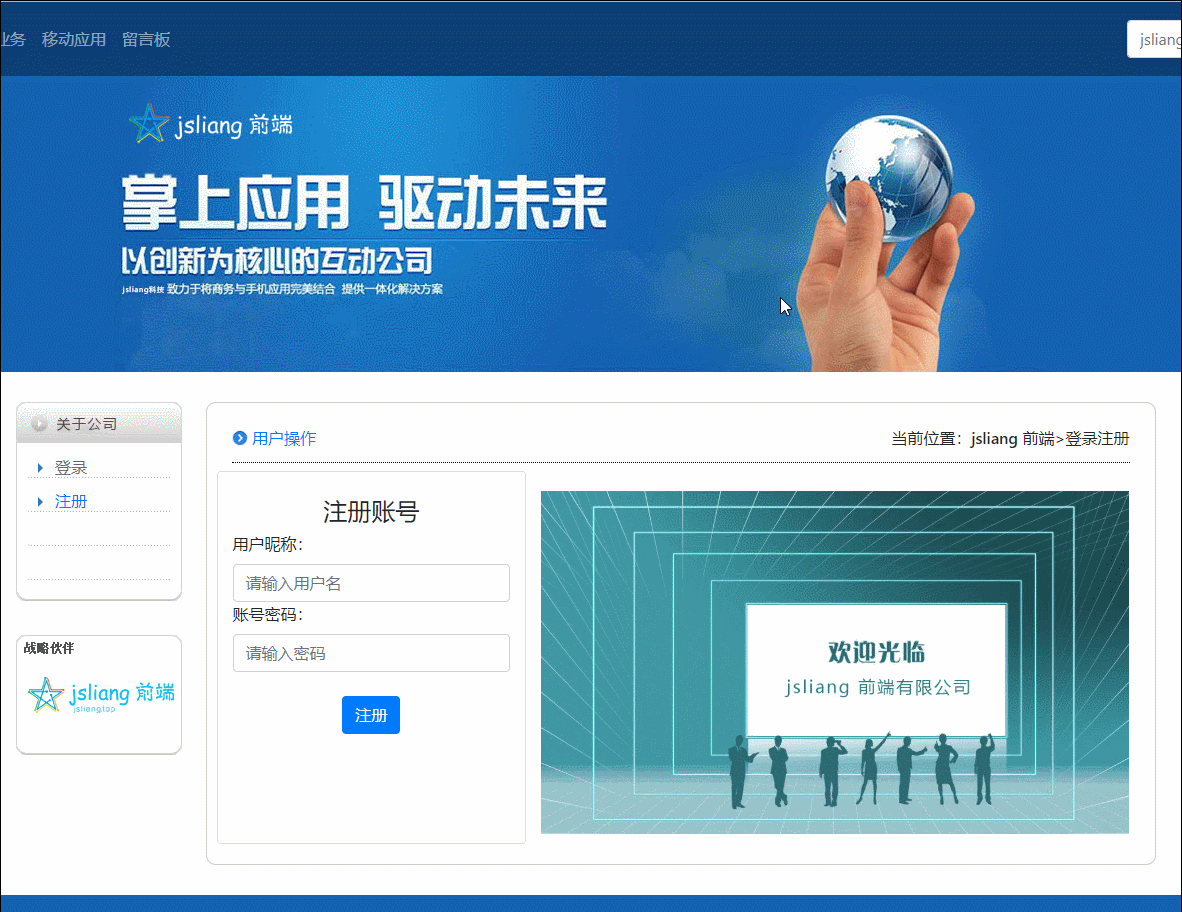 业务 移动应用 留言板
jsliang
jsliang 前端
掌上应用 驱动未来
以创新为核心的互动公司
jsliang科技 致力于将商务与手机应用完美结合 提供一体化解决方案
关于公司
登录
注册
战略伙伴
jsliang 前端
jsliang.top
用户操作
当前位置：jsliang 前端>登录注册
注册账号
用户昵称：
请输入用户名
账号密码：
请输入密码
注册
欢迎光临
jsliang 前端有限公司